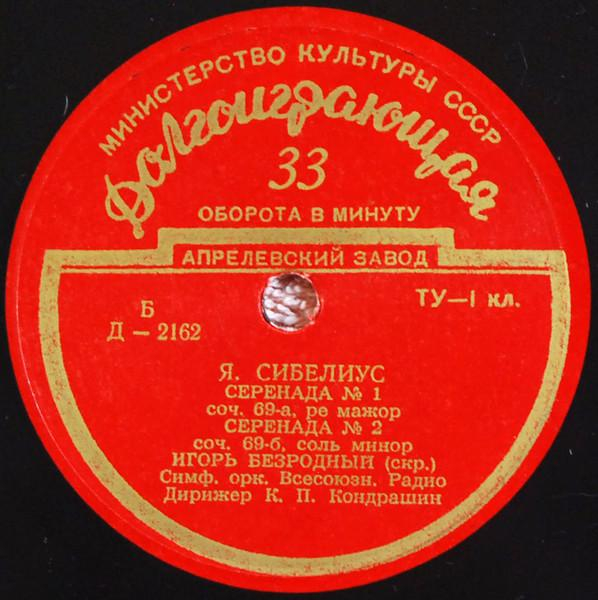 МИНИСТЕРСТВО КУЛЬТУРЫ СССР
Долгоиграющая
33
ОБОРОТА В МИНУТУ
АПРЕЛЕВСКИЙ ЗАВОД
Б
Д — 2162
ТУ—I кл.
Я. СИБЕЛИУС
СЕРЕНАДА № 1
соч. 69-а, ре мажор
СЕРЕНАДА № 2
соч. 69-б, соль минор
ИГОРЬ БЕЗРОДНЫЙ (скр.)
Симф. орк. Всесоюзн. Радио
Дирижер К. П. Кондрашин